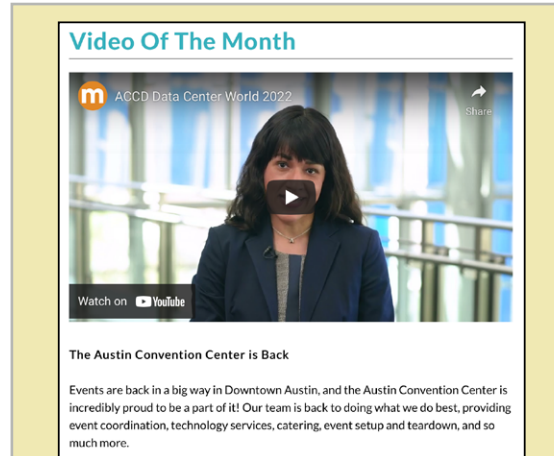 Video Of The Month
m
ACCD Data Center World 2022
Share
Watch on YouTube
The Austin Convention Center is Back
Events are back in a big way in Downtown Austin, and the Austin Convention Center is
incredibly proud to be a part of it! Our team is back to doing what we do best, providing
event coordination, technology services, catering, event setup and teardown, and so
much more.